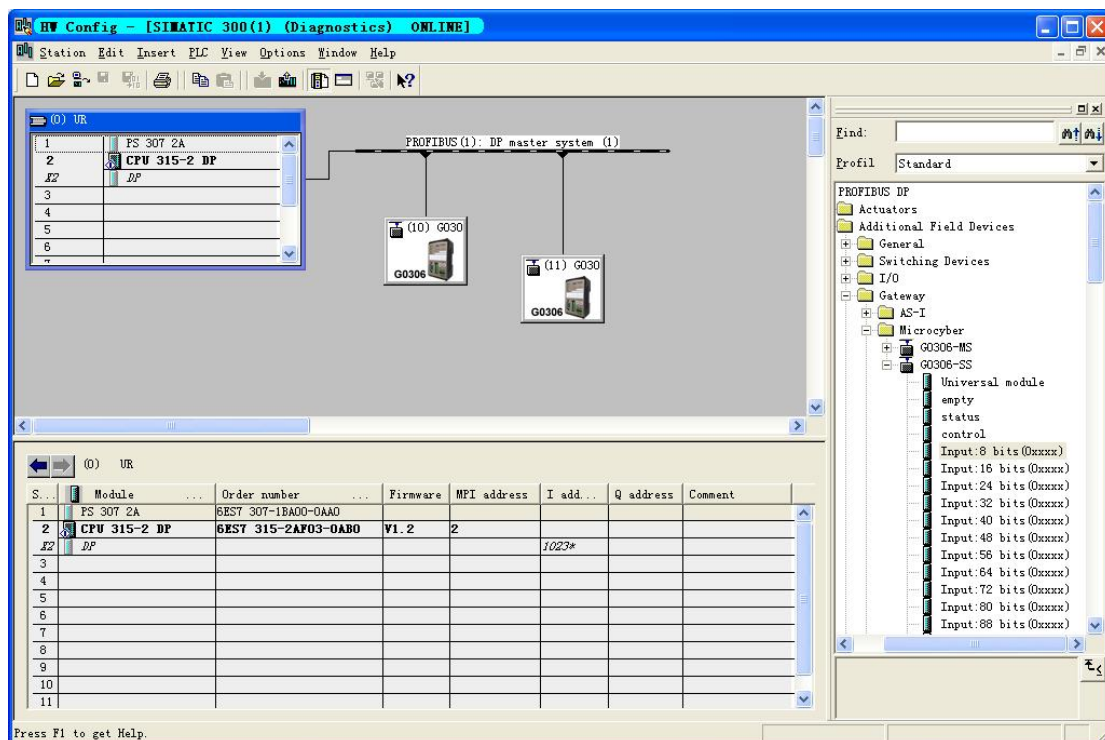 HW Config - [SIMATIC 300(1) (Diagnostics) ONLINE]
Station Edit Insert PLC View Options Window Help
(0) UR
1 PS 307 2A
2 CPU 315-2 DP
X2 DP
3
4
5
6
7
PROFIBUS(1): DP master system (1)
(10) G030
G0306
(11) G030
G0306
Find:
Profil Standard
PROFIBUS DP
Actuators
Additional Field Devices
General
Switching Devices
I/O
Gateway
AS-I
Microcyber
G0306-MS
G0306-SS
Universal module
empty
status
control
Input:8 bits(0xxxx)
Input:16 bits(0xxxx)
Input:24 bits(0xxxx)
Input:32 bits(0xxxx)
Input:40 bits(0xxxx)
Input:48 bits(0xxxx)
Input:56 bits(0xxxx)
Input:64 bits(0xxxx)
Input:72 bits(0xxxx)
Input:80 bits(0xxxx)
Input:88 bits(0xxxx)
(0) UR
S... Module ... Order number ... Firmware MPI address I add... Q address Comment
1 PS 307 2A 6ES7 307-1BA00-0AA0
2 CPU 315-2 DP 6ES7 315-2AF03-0AB0 V1.2 2
X2 DP 1023*
3
4
5
6
7
8
9
10
11
Press F1 to get Help.